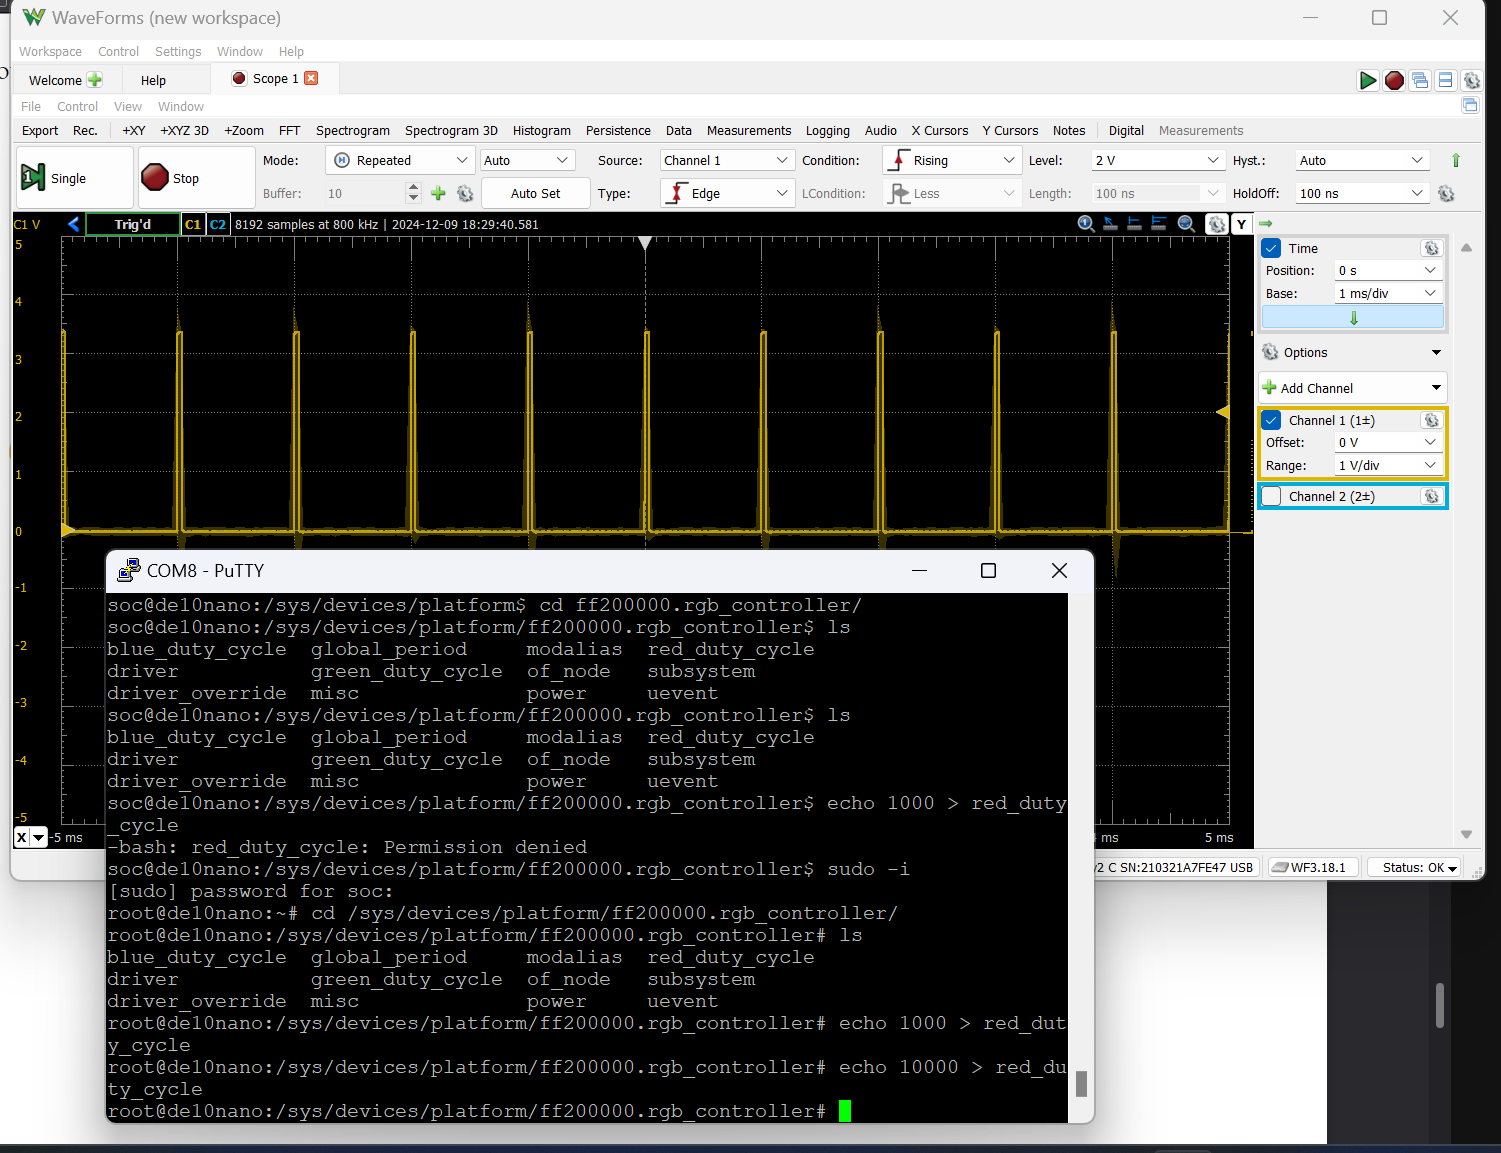 WaveForms (new workspace)
Workspace Control Settings Window Help
Welcome Help Scope 1
File Control View Window
Export Rec. +XY +XYZ 3D +Zoom FFT Spectrogram Spectrogram 3D Histogram Persistence Data Measurements Logging Audio X Cursors Y Cursors Notes Digital Measurements
Single Stop Mode: Repeated Auto Source: Channel 1 Condition: Rising Level: 2 V Hyst.: Auto
Buffer: 10 Auto Set Type: Edge LCondition: Less Length: 100 ns HoldOff: 100 ns
C1 V Trig'd C1 C2 8192 samples at 800 kHz | 2024-12-09 18:29:40.581 Y
5
4
3
2
1
0
-1
-2
-3
-4
-5
X -5 ms
ms 5 ms
Time
Position: 0 s
Base: 1 ms/div
Options
Add Channel
Channel 1 (1±)
Offset: 0 V
Range: 1 V/div
Channel 2 (2±)
C SN:210321A7FE47 USB WF3.18.1 Status: OK
COM8 - PuTTY
soc@de10nano:/sys/devices/platform$ cd ff200000.rgb_controller/
soc@de10nano:/sys/devices/platform/ff200000.rgb_controller$ ls
blue_duty_cycle global_period modalias red_duty_cycle
driver green_duty_cycle of_node subsystem
driver_override misc power uevent
soc@de10nano:/sys/devices/platform/ff200000.rgb_controller$ ls
blue_duty_cycle global_period modalias red_duty_cycle
driver green_duty_cycle of_node subsystem
driver_override misc power uevent
soc@de10nano:/sys/devices/platform/ff200000.rgb_controller$ echo 1000 > red_duty
_cycle
-bash: red_duty_cycle: Permission denied
soc@de10nano:/sys/devices/platform/ff200000.rgb_controller$ sudo -i
[sudo] password for soc:
root@de10nano:~# cd /sys/devices/platform/ff200000.rgb_controller/
root@de10nano:/sys/devices/platform/ff200000.rgb_controller# ls
blue_duty_cycle global_period modalias red_duty_cycle
driver green_duty_cycle of_node subsystem
driver_override misc power uevent
root@de10nano:/sys/devices/platform/ff200000.rgb_controller# echo 1000 > red_dut
y_cycle
root@de10nano:/sys/devices/platform/ff200000.rgb_controller# echo 10000 > red_du
ty_cycle
root@de10nano:/sys/devices/platform/ff200000.rgb_controller#